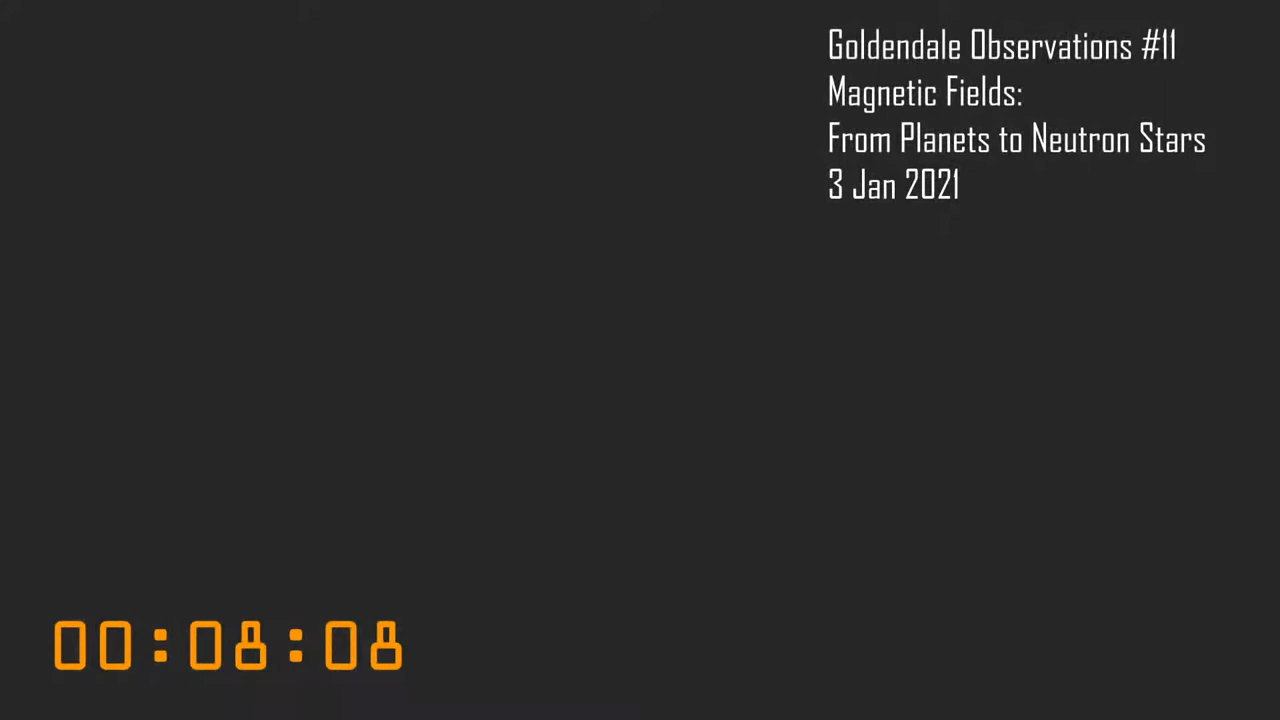 Goldendale Observations #11
Magnetic Fields:
From Planets to Neutron Stars
3 Jan 2021
00:08:08